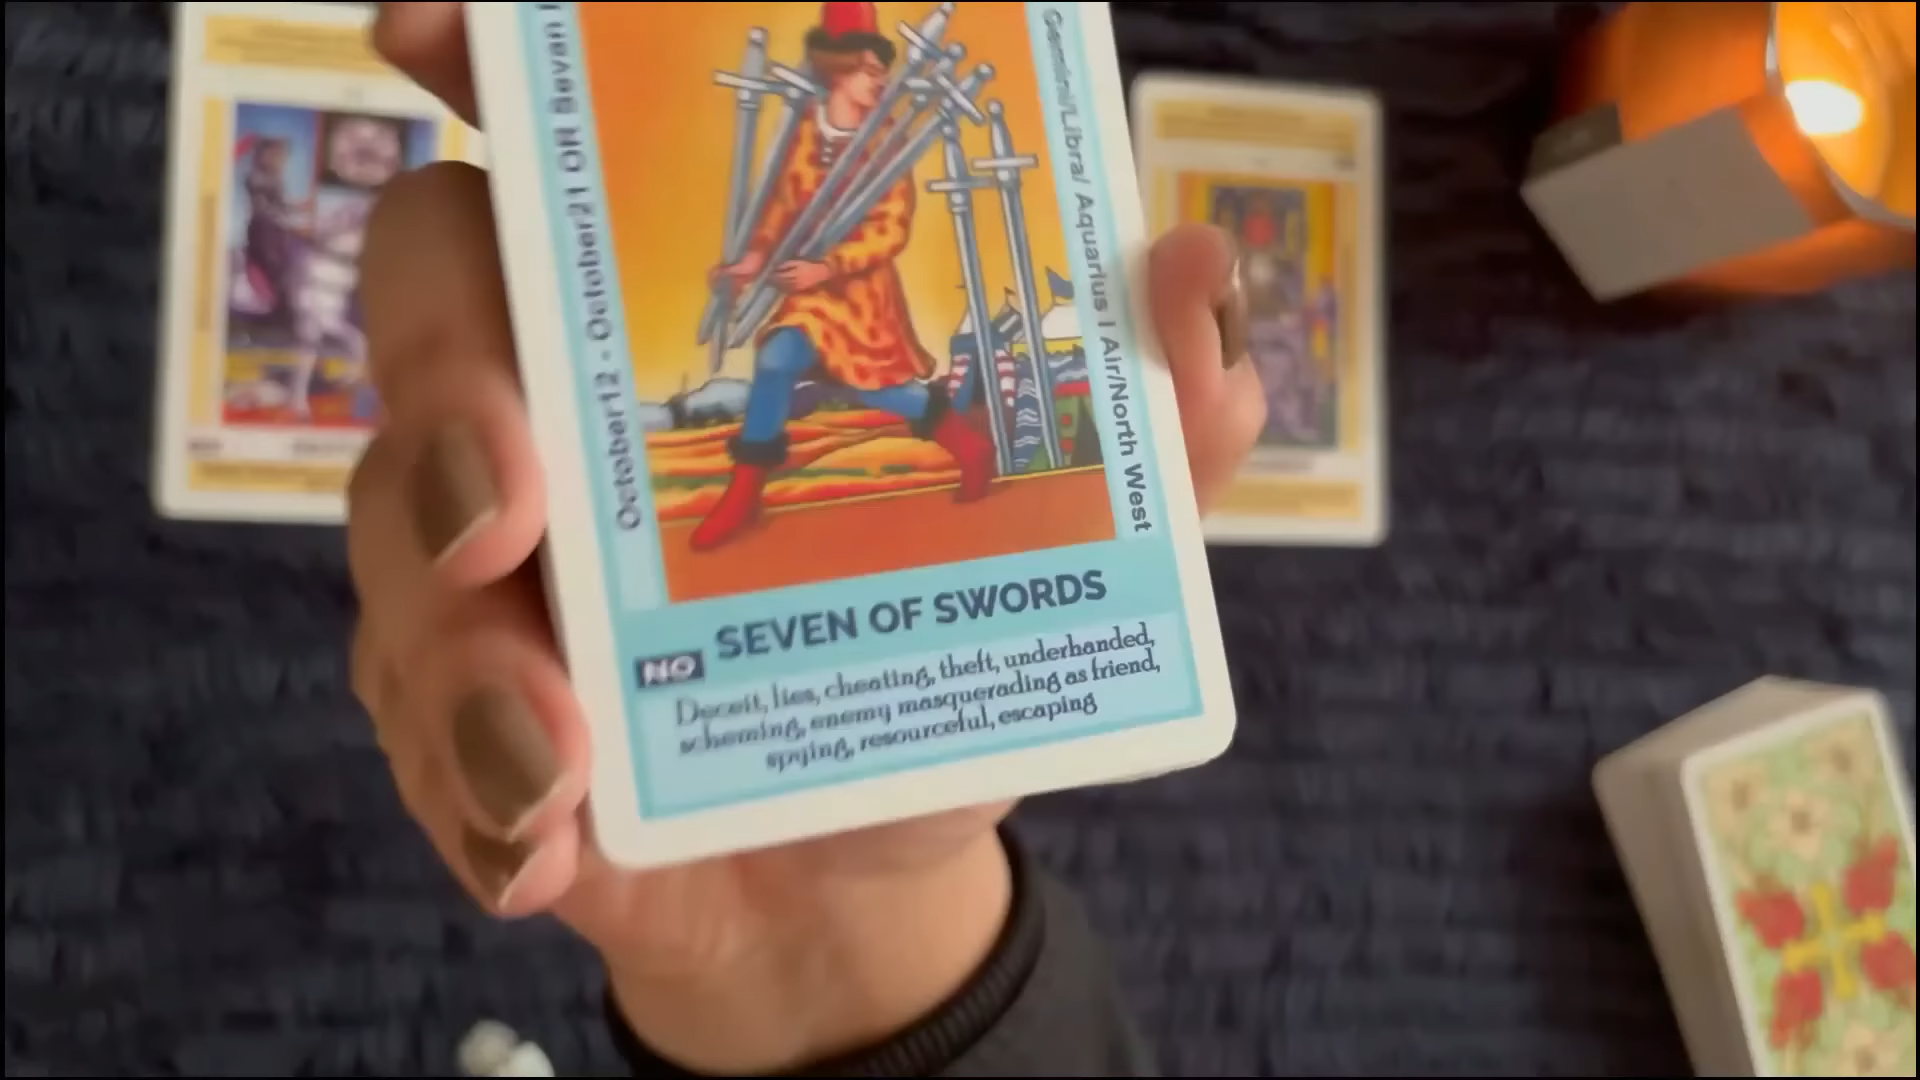 October12 - October21 OR Seven
Gemini/Libra/ Aquarius I Air/North West
SEVEN OF SWORDS
NO
Deceit, lies, cheating, theft, underhanded,
scheming, enemy masquerading as friend,
spying, resourceful, escaping